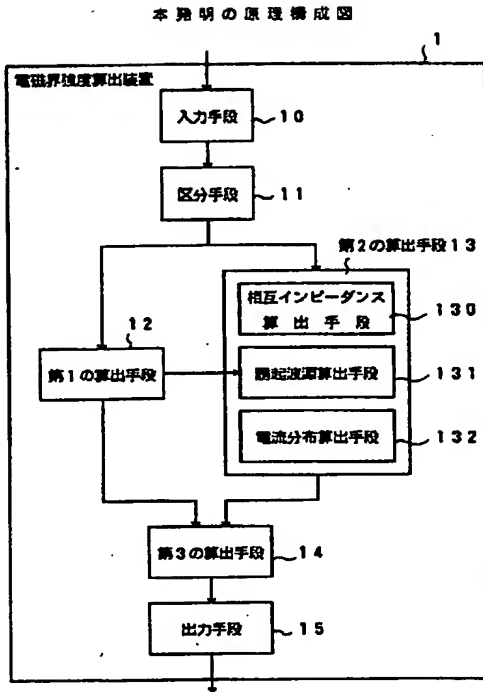 本発明の原理構成図
1
電磁界強度算出装置
入力手段
10
区分手段
11
第2の算出手段13
相互インピーダンス
算出手段
130
12
第1の算出手段
誘起波源算出手段
131
電流分布算出手段
132
第3の算出手段
14
出力手段
15